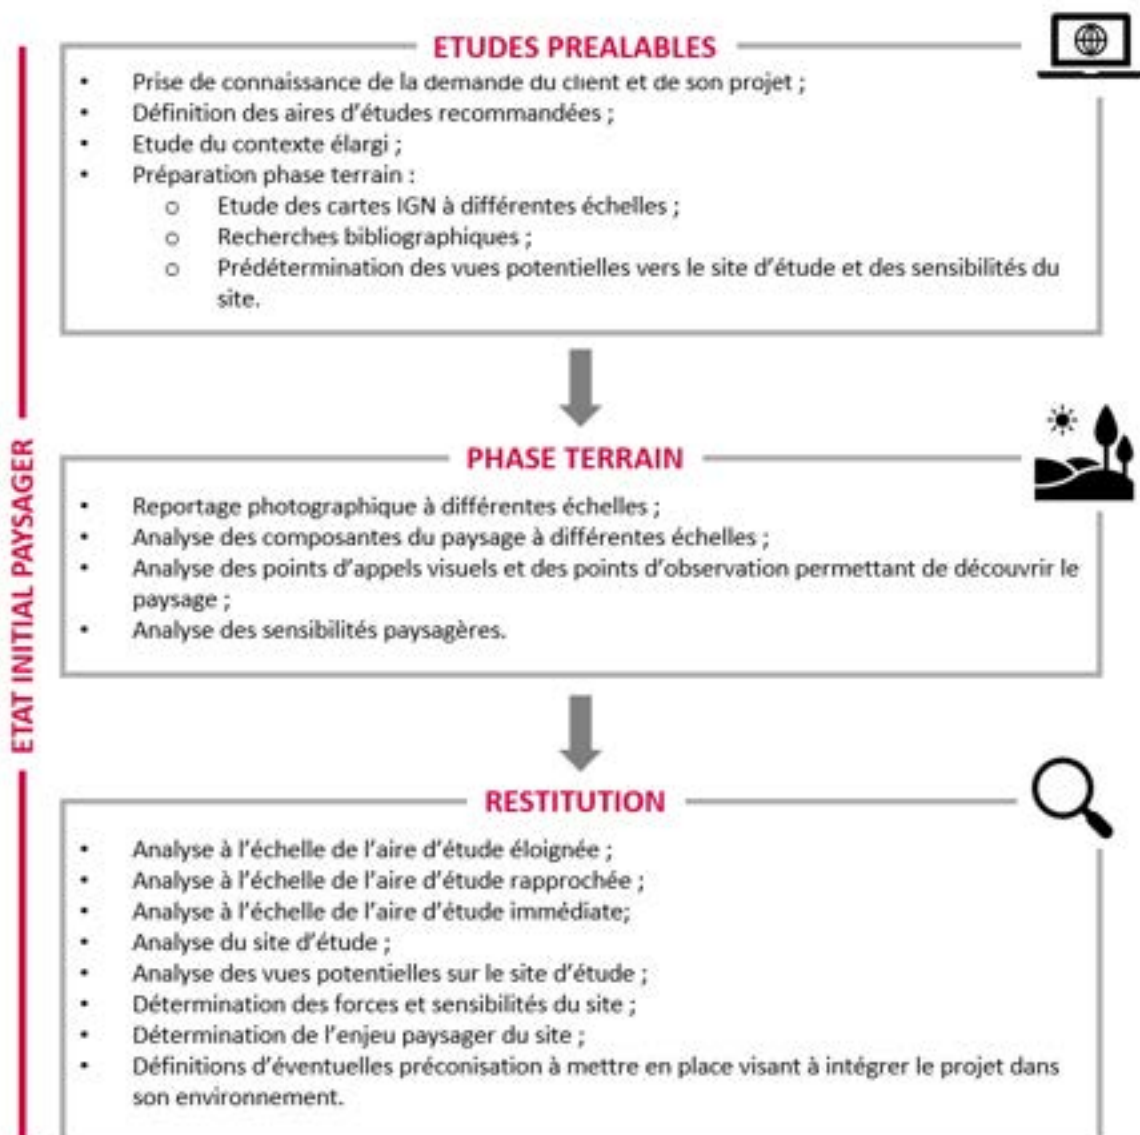 ETUDES PREALABLES
• Prise de connaissance de la demande du client et de son projet ;
• Définition des aires d'études recommandées ;
• Etude du contexte élargi ;
• Préparation phase terrain :
o Etude des cartes IGN à différentes échelles ;
o Recherches bibliographiques ;
o Prédétermination des vues potentielles vers le site d'étude et des sensibilités du
site.
ETAT INITIAL PAYSAGER
PHASE TERRAIN
• Reportage photographique à différentes échelles ;
• Analyse des composantes du paysage à différentes échelles ;
• Analyse des points d'appels visuels et des points d'observation permettant de découvrir le
paysage ;
• Analyse des sensibilités paysagères.
RESTITUTION
• Analyse à l'échelle de l'aire d'étude éloignée ;
• Analyse à l'échelle de l'aire d'étude rapprochée ;
• Analyse à l'échelle de l'aire d'étude immédiate;
• Analyse du site d'étude ;
• Analyse des vues potentielles sur le site d'étude ;
• Détermination des forces et sensibilités du site ;
• Détermination de l'enjeu paysager du site ;
• Définitions d'éventuelles préconisation à mettre en place visant à intégrer le projet dans
son environnement.